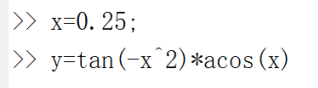 >> x=0.25;
>> y=tan(-x^2)*acos(x)